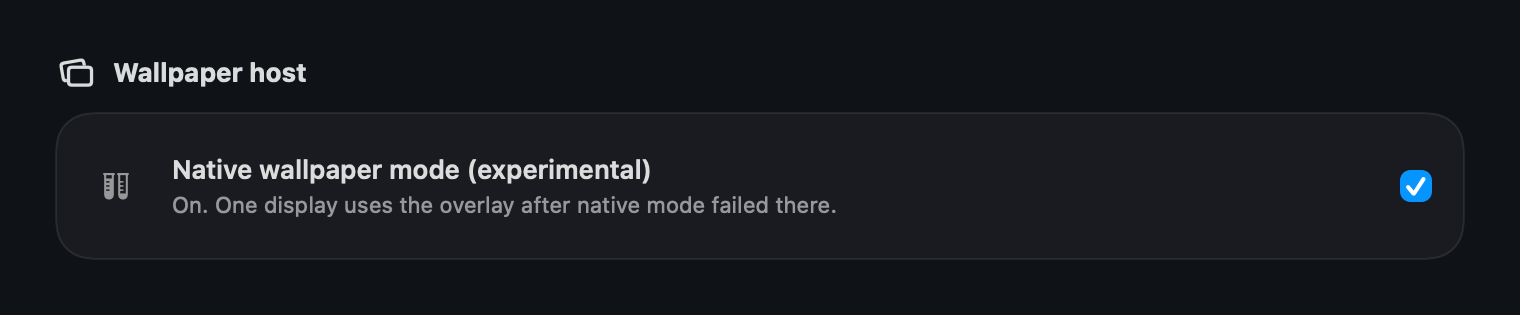 Wallpaper host
Native wallpaper mode (experimental)
On. One display uses the overlay after native mode failed there.